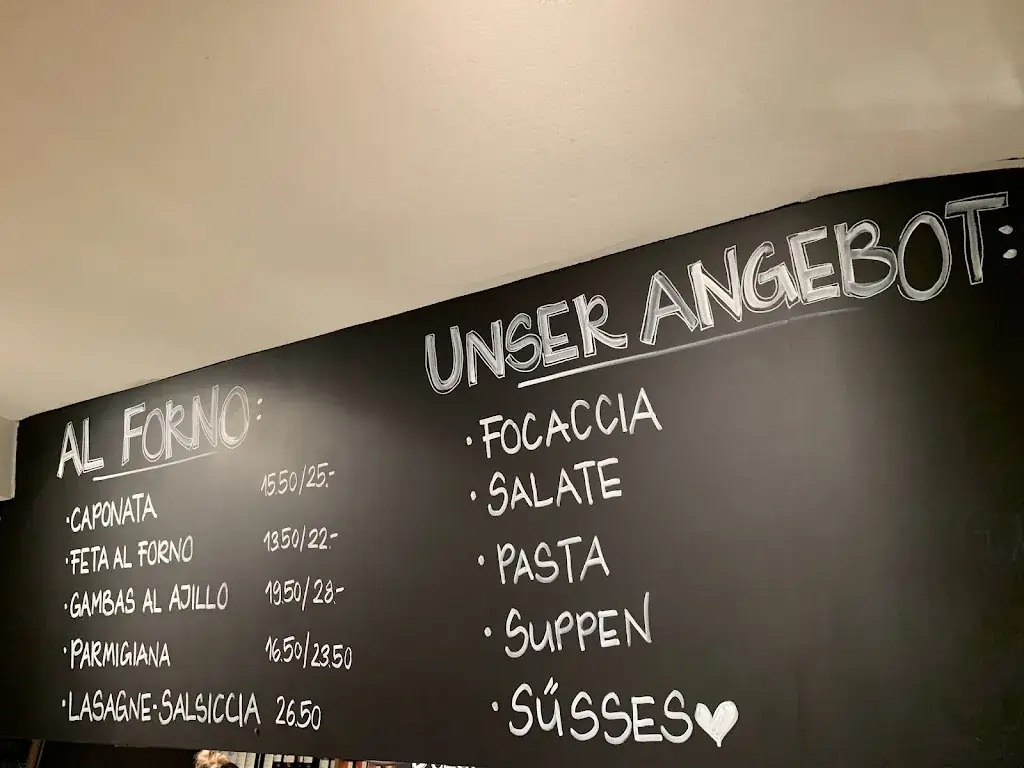 AL FORNO:
·CAPONATA 15.50/25.-
·FETA AL FORNO 13.50/22.-
·GAMBAS AL AJILLO 19.50/28.-
·PARMIGIANA 16.50/23.50
·LASAGNE·SALSICCIA 26.50
UNSER ANGEBOT:
·FOCACCIA
·SALATE
·PASTA
·SUPPEN
·SÜSSES♥